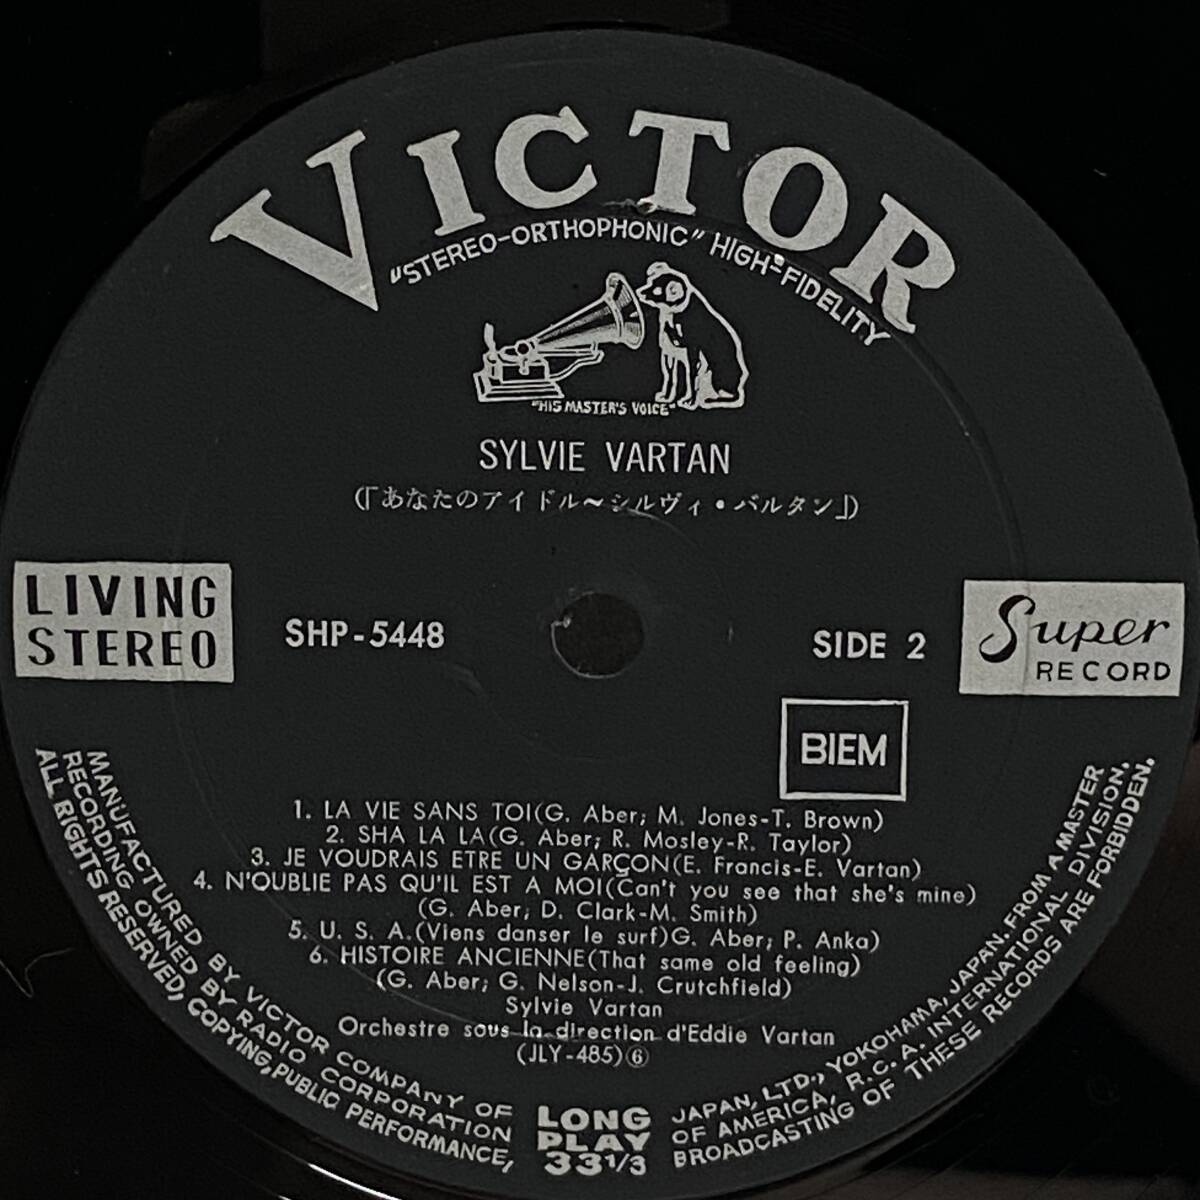 VICTOR
"STEREO-ORTHOPHONIC" HIGH-FIDELITY
"HIS MASTER'S VOICE"
SYLVIE VARTAN
(「あなたのアイドル～シルヴィ・バルタン」)
LIVING
STEREO
SHP-5448
SIDE 2
Super
RECORD
BIEM
1. LA VIE SANS TOI(G. Aber; M. Jones-T. Brown)
2. SHA LA LA(G. Aber; R. Mosley-R. Taylor)
3. JE VOUDRAIS ETRE UN GARÇON(E. Francis-E. Vartan)
4. N'OUBLIE PAS QU'IL EST A MOI(Can't you see that she's mine)
(G. Aber; D. Clark-M. Smith)
5. U. S. A.(Viens danser le surf)G. Aber; P. Anka)
6. HISTOIRE ANCIENNE(That same old feeling)
(G. Aber; G. Nelson-J. Crutchfield)
Sylvie Vartan
Orchestre sous la direction d'Eddie Vartan
(JLY-485)⑥
MANUFACTURED BY VICTOR COMPANY OF JAPAN, LTD., YOKOHAMA, JAPAN. FROM A MASTER
RECORDING OWNED BY RADIO CORPORATION OF AMERICA, R.C.A. INTERNATIONAL DIVISION,
ALL RIGHTS RESERVED, COPYING, PUBLIC PERFORMANCE, BROADCASTING OF THESE RECORDS ARE FORBIDDEN.
LONG
PLAY
33 1/3